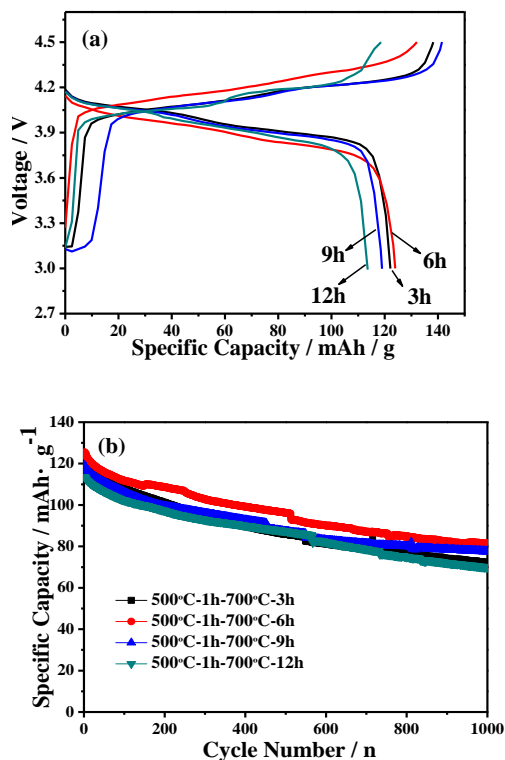 (a)
4.5
4.2
3.9
3.6
3.3
3.0
2.7
Voltage / V
9h
6h
12h
3h
0 20 40 60 80 100 120 140
Specific Capacity / mAh / g
(b)
140
120
100
80
60
40
20
0
Specific Capacity / mAh· g-1
500oC-1h-700oC-3h
500oC-1h-700oC-6h
500oC-1h-700oC-9h
500oC-1h-700oC-12h
0 200 400 600 800 1000
Cycle Number / n